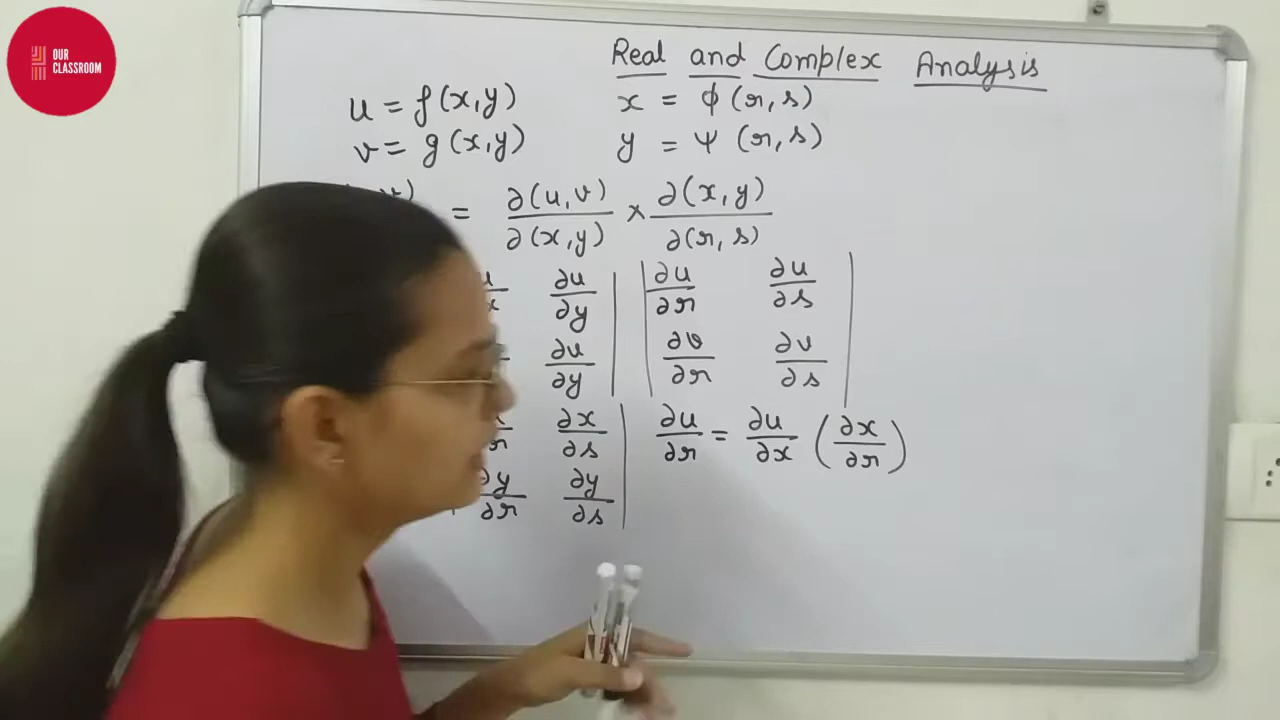 OUR
CLASSROOM
Real and Complex Analysis
u = f(x,y) x = ϕ (r,s)
v = g(x,y) y = ψ (r,s)
v) = ∂(u,v)/∂(x,y) × ∂(x,y)/∂(r,s)
∂u/∂y | |∂u/∂r ∂u/∂s|
∂v/∂y | |∂v/∂r ∂v/∂s|
∂x/∂s | ∂u/∂r = ∂u/∂x (∂x/∂r)
∂y/∂r ∂y/∂s |